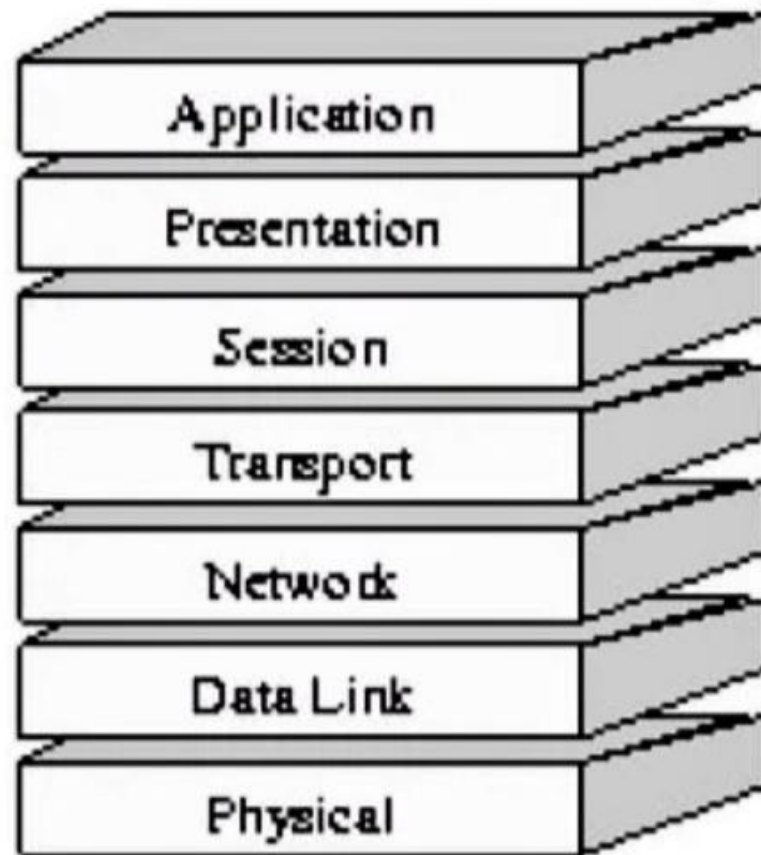 Application
Presentation
Session
Transport
Network
Data Link
Physical